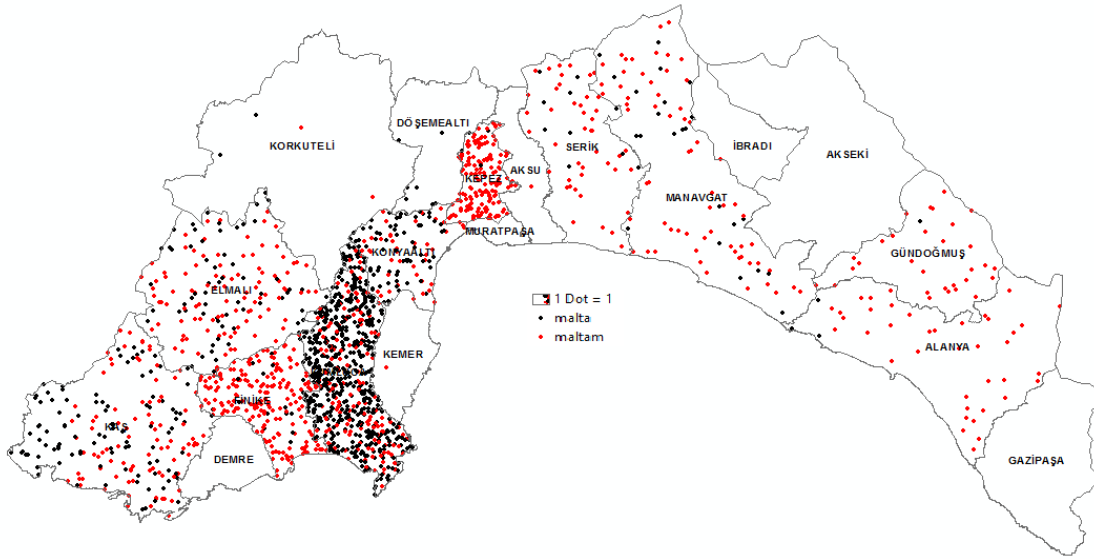 DÖŞEMEALTI
KORKUTELİ
SERİK
İBRADI
AKSEKİ
AKSU
KEPEZ
MANAVGAT
MURATPAŞA
KONYAALTI
GÜNDOĞMUŞ
ELMALI
1 Dot = 1
malta
maltam
KEMER
ALANYA
FİNİKE
KAŞ
DEMRE
GAZİPAŞA